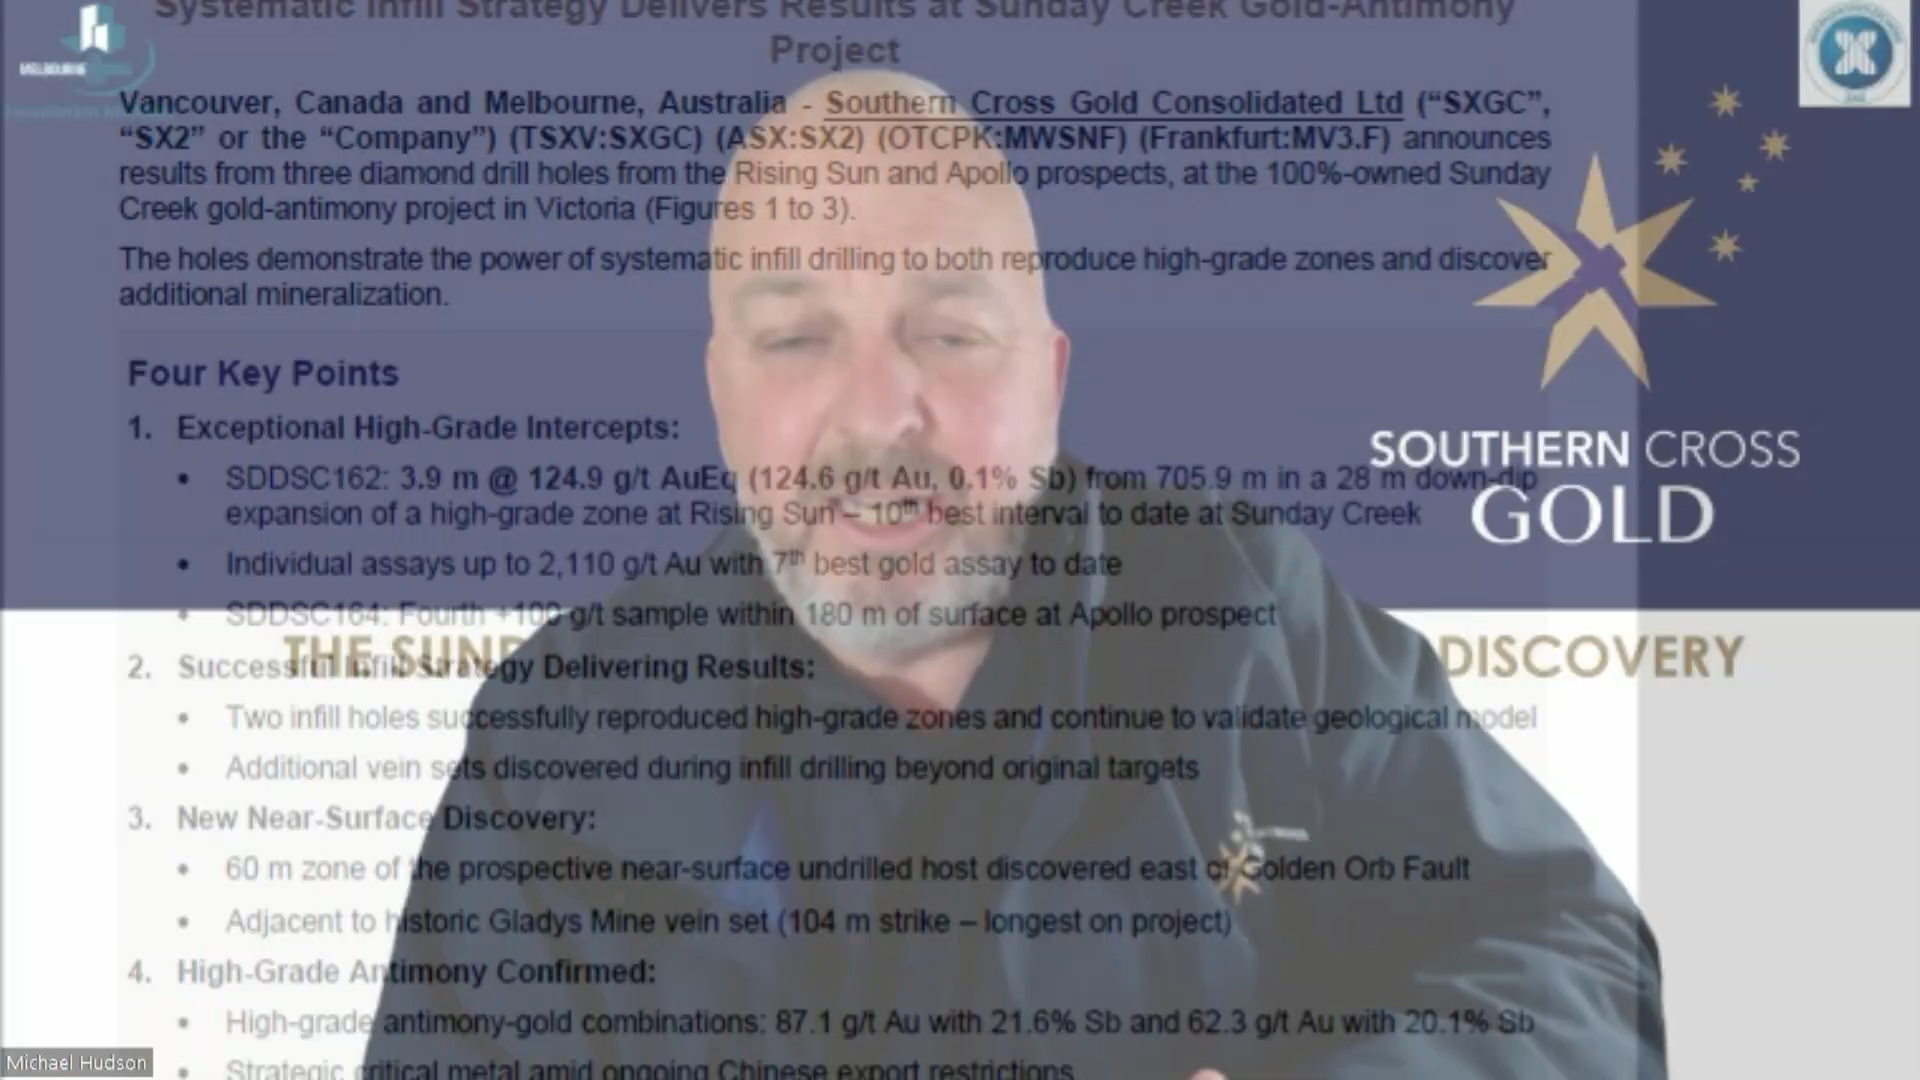 Systematic Infill Strategy Delivers Results at Sunday Creek Gold-Antimony
Project
MELBOURNE
Vancouver, Canada and Melbourne, Australia - Southern Cross Gold Consolidated Ltd (“SXGC”,
“SX2” or the “Company”) (TSXV:SXGC) (ASX:SX2) (OTCPK:MWSNF) (Frankfurt:MV3.F) announces
results from three diamond drill holes from the Rising Sun and Apollo prospects, at the 100%-owned Sunday
Creek gold-antimony project in Victoria (Figures 1 to 3).
The holes demonstrate the power of systematic infill drilling to both reproduce high-grade zones and discover
additional mineralization.
Four Key Points
1. Exceptional High-Grade Intercepts:
• SDDSC162: 3.9 m @ 124.9 g/t AuEq (124.6 g/t Au, 0.1% Sb) from 705.9 m in a 28 m down-dip
expansion of a high-grade zone at Rising Sun – 10th best interval to date at Sunday Creek
• Individual assays up to 2,110 g/t Au with 7th best gold assay to date
• SDDSC164: Fourth +100 g/t sample within 180 m of surface at Apollo prospect
2. Successful Infill Strategy Delivering Results:
• Two infill holes successfully reproduced high-grade zones and continue to validate geological model
• Additional vein sets discovered during infill drilling beyond original targets
3. New Near-Surface Discovery:
• 60 m zone of the prospective near-surface undrilled host discovered east of Golden Orb Fault
• Adjacent to historic Gladys Mine vein set (104 m strike – longest on project)
4. High-Grade Antimony Confirmed:
• High-grade antimony-gold combinations: 87.1 g/t Au with 21.6% Sb and 62.3 g/t Au with 20.1% Sb
• Strategic critical metal amid ongoing Chinese export restrictions
SOUTHERN CROSS
GOLD
THE SUND
DISCOVERY
Michael Hudson